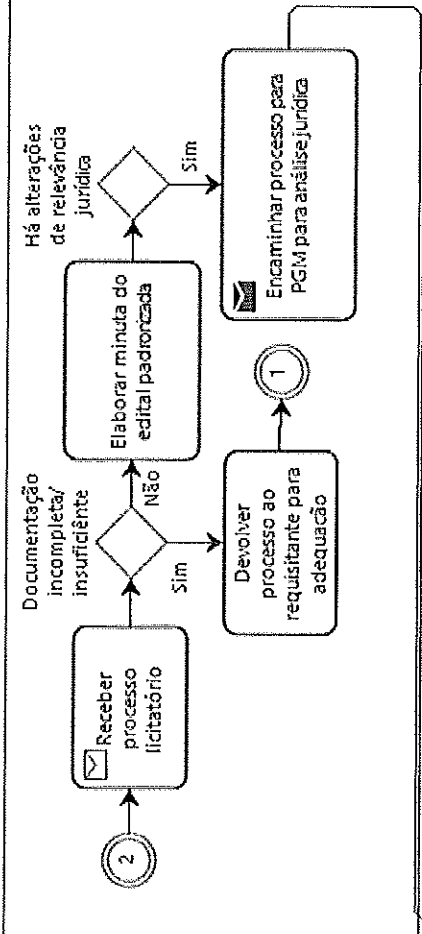 2
Receber
processo
licitatório
Documentação
incompleta/
insuficiênte
Não
Sim
Devolver
processo ao
requisitante para
adequação
1
Elaborar minuta do
edital padronizada
Há alterações
de relevância
jurídica
Sim
Encaminhar processo para
PGM para análise jurídica